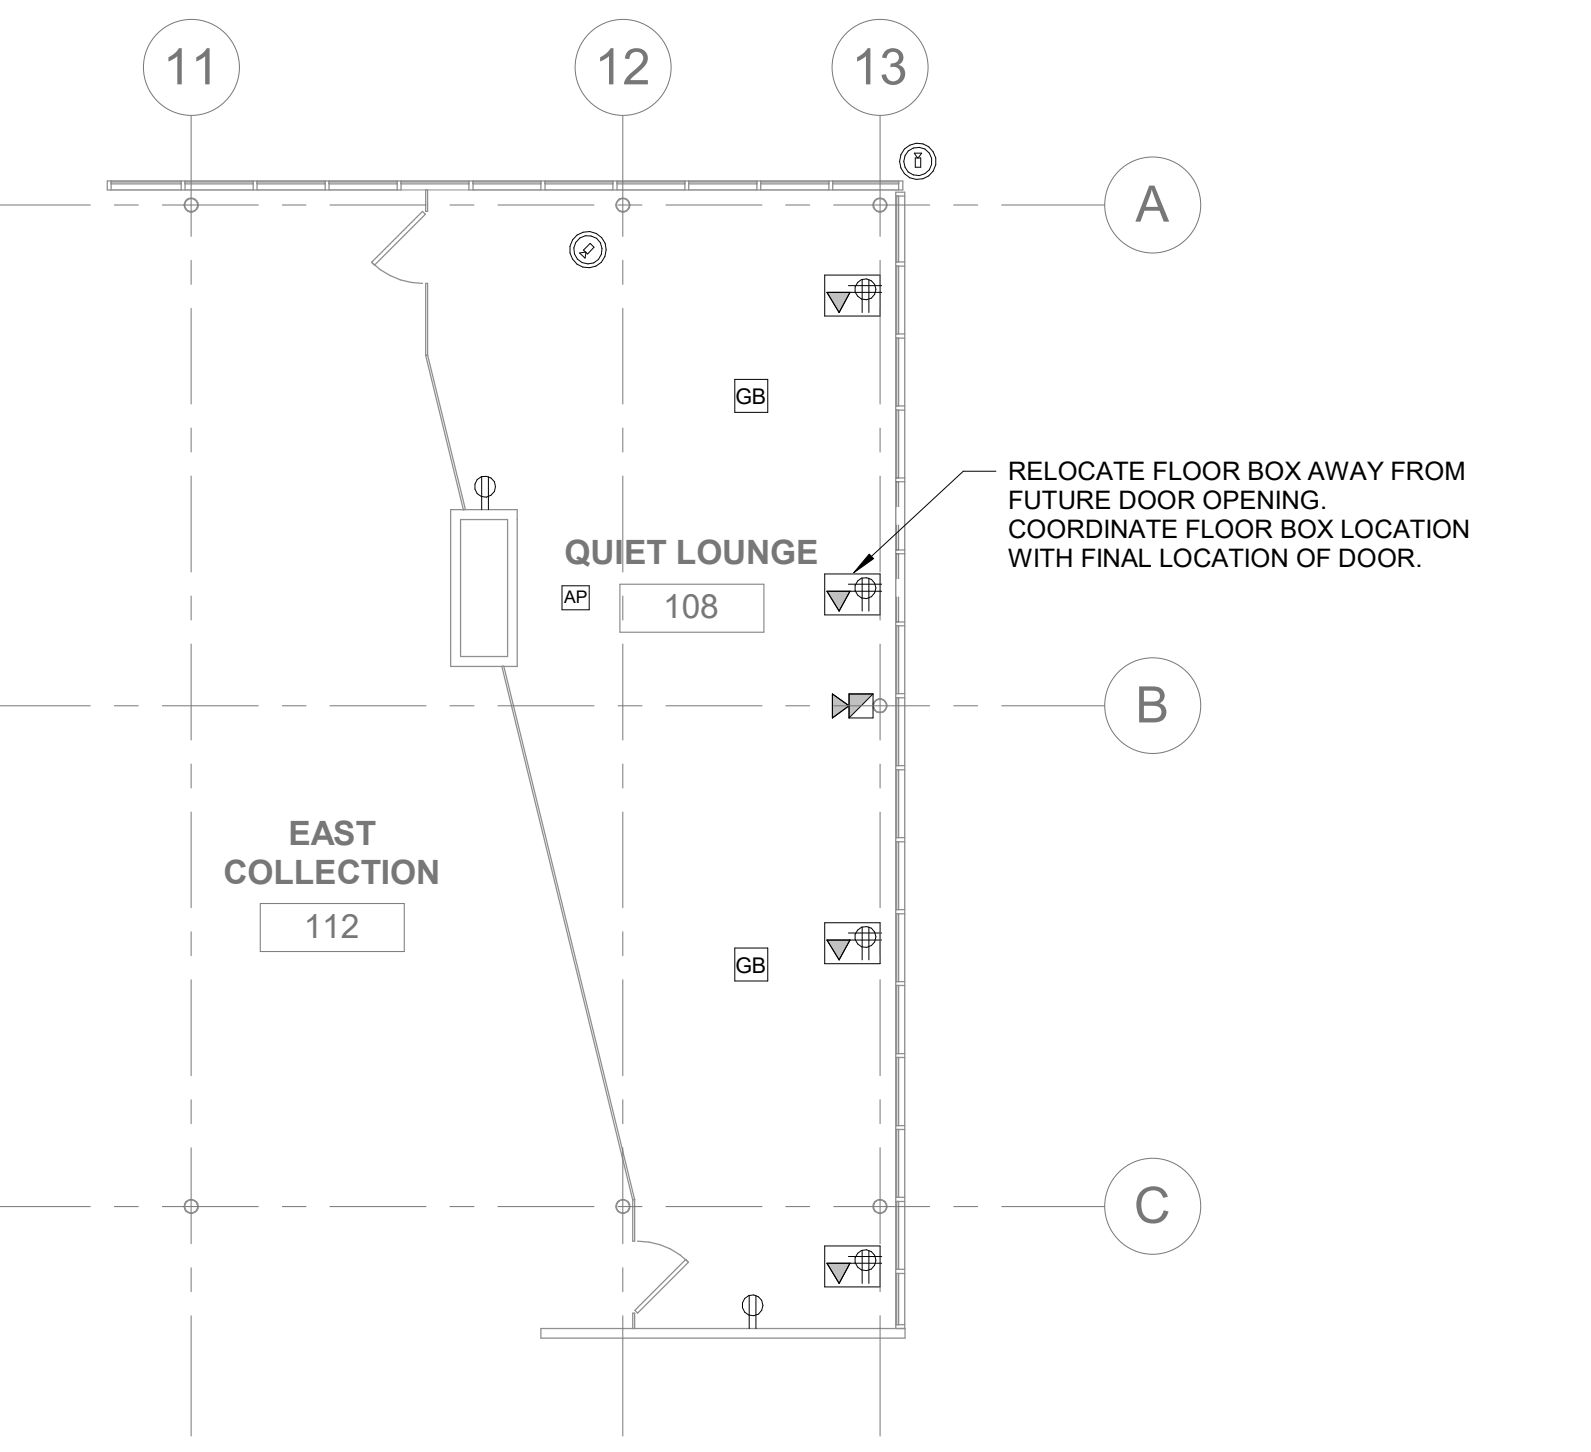 11
12
13
A
GB
RELOCATE FLOOR BOX AWAY FROM
FUTURE DOOR OPENING.
COORDINATE FLOOR BOX LOCATION
WITH FINAL LOCATION OF DOOR.
QUIET LOUNGE
108
AP
B
EAST
COLLECTION
112
GB
C